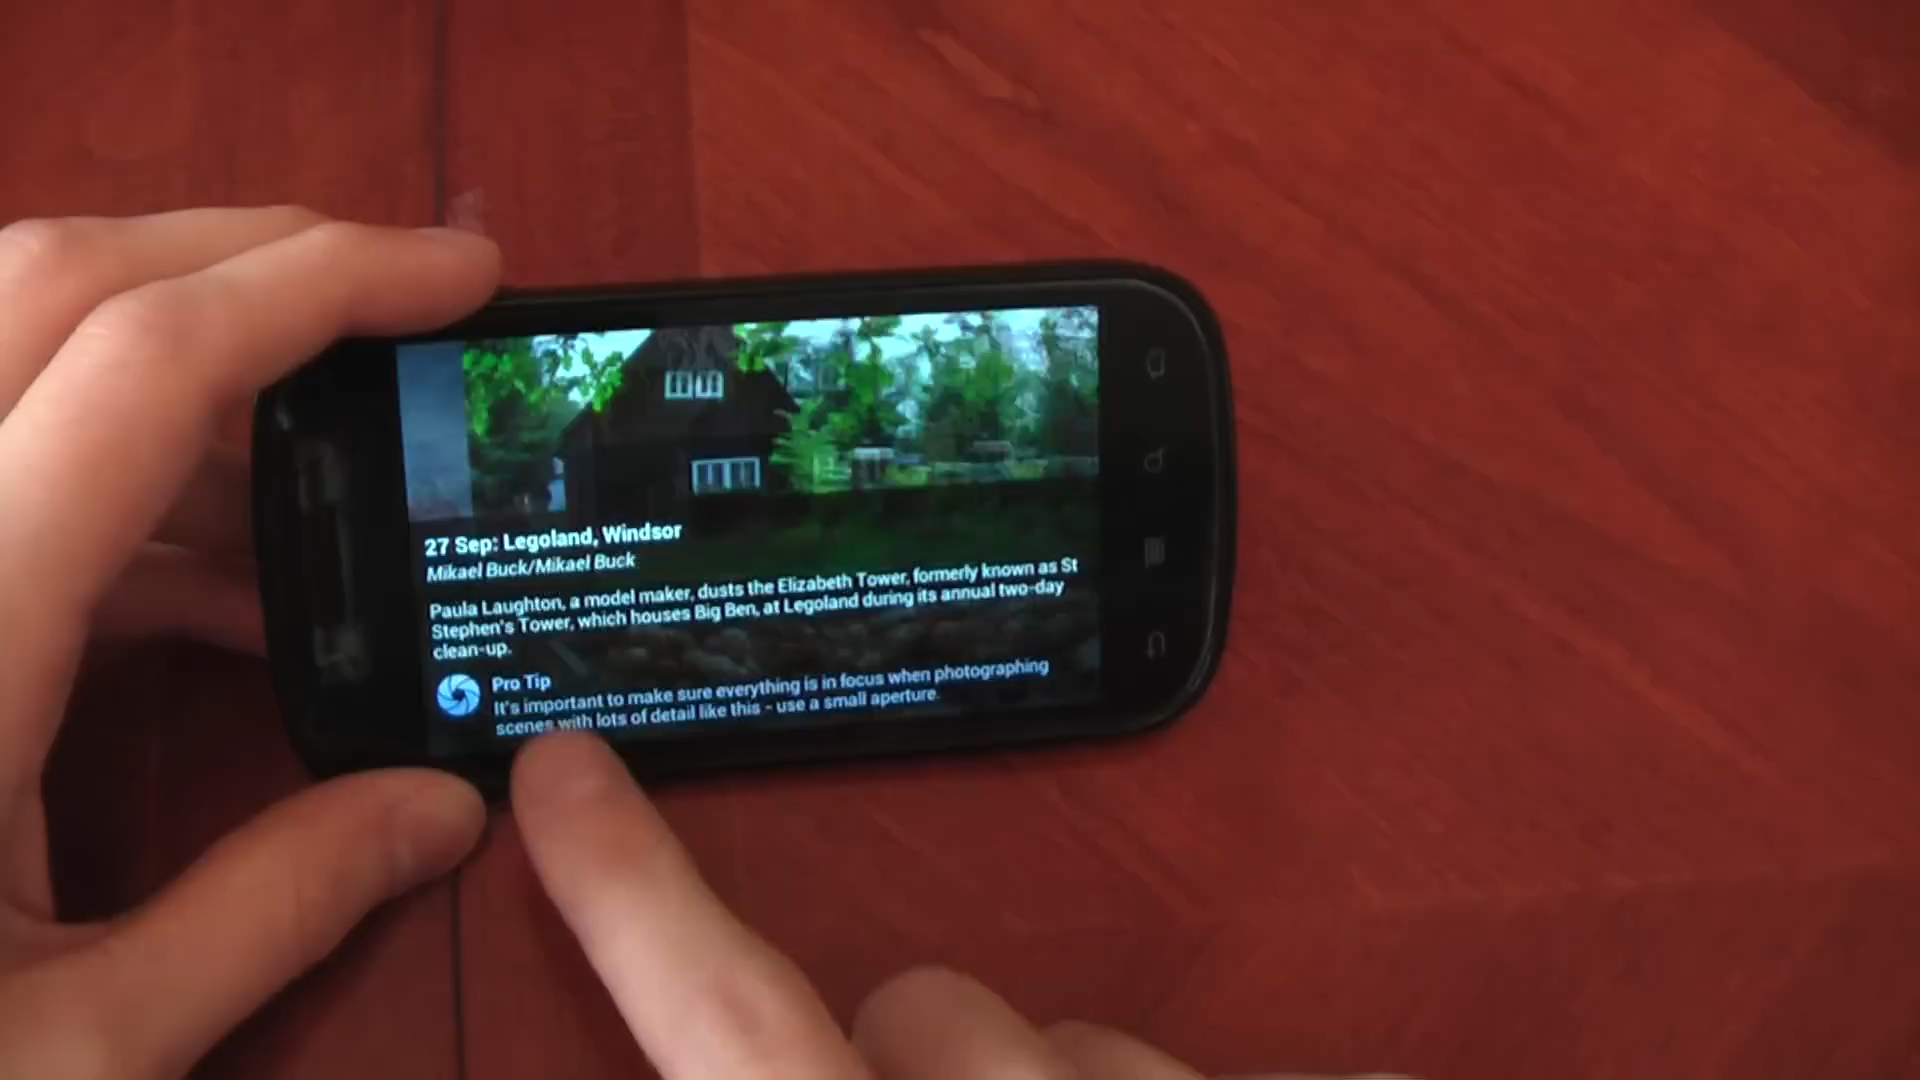 27 Sep: Legoland, Windsor
Mikael Buck/Mikael Buck
Paula Laughton, a model maker, dusts the Elizabeth Tower, formerly known as St
Stephen's Tower, which houses Big Ben, at Legoland during its annual two-day
clean-up.
Pro Tip
It's important to make sure everything is in focus when photographing
scenes with lots of detail like this - use a small aperture.